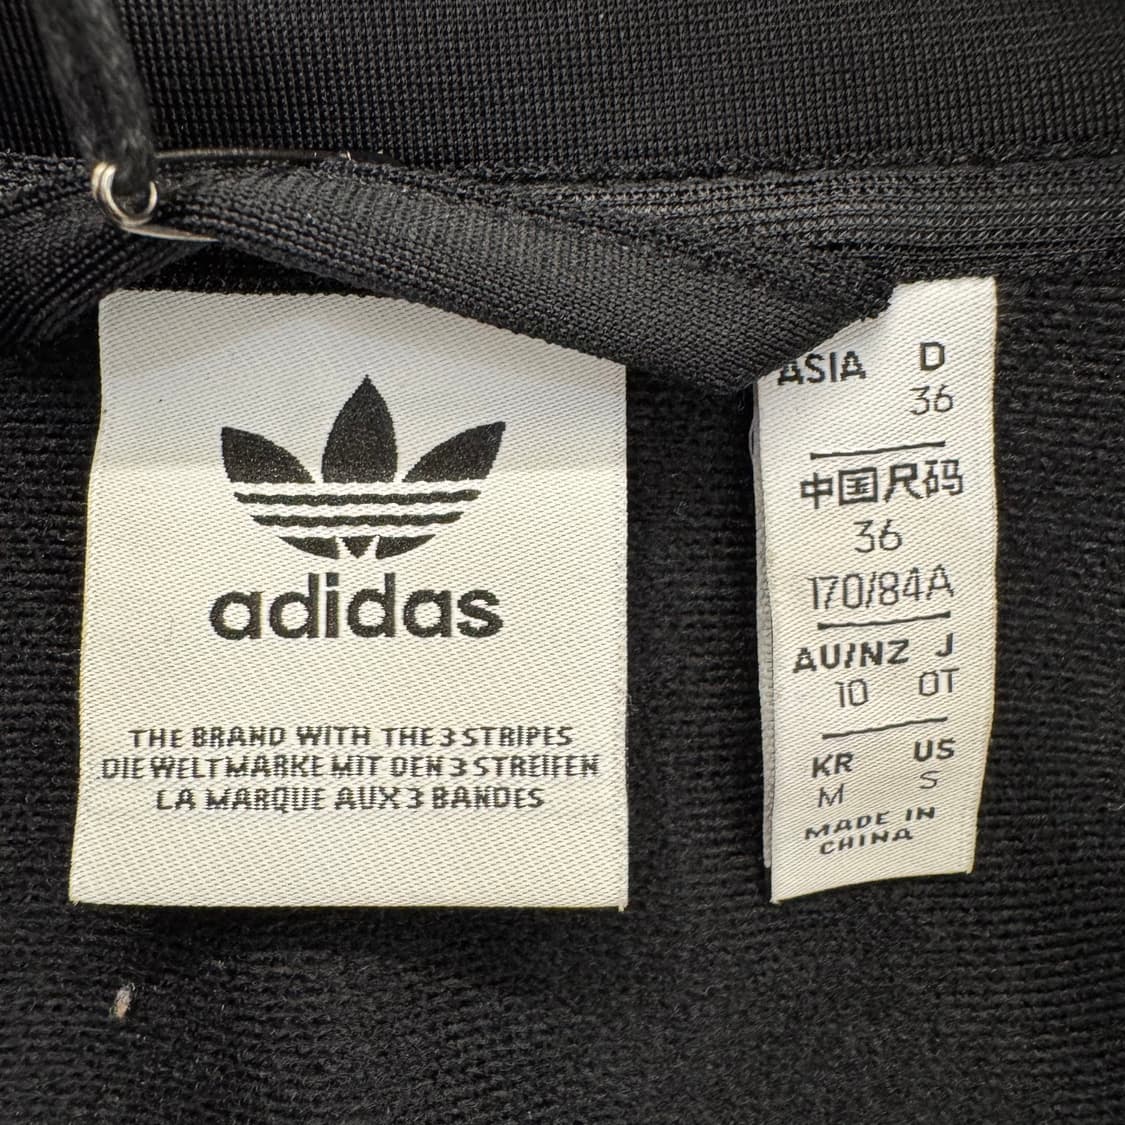 adidas
THE BRAND WITH THE 3 STRIPES
DIE WELTMARKE MIT DEN 3 STREIFEN
LA MARQUE AUX 3 BANDES
ASIA D
36
中国尺码
36
170/84A
AU/NZ J
10 OT
KR US
M S
MADE IN
CHINA